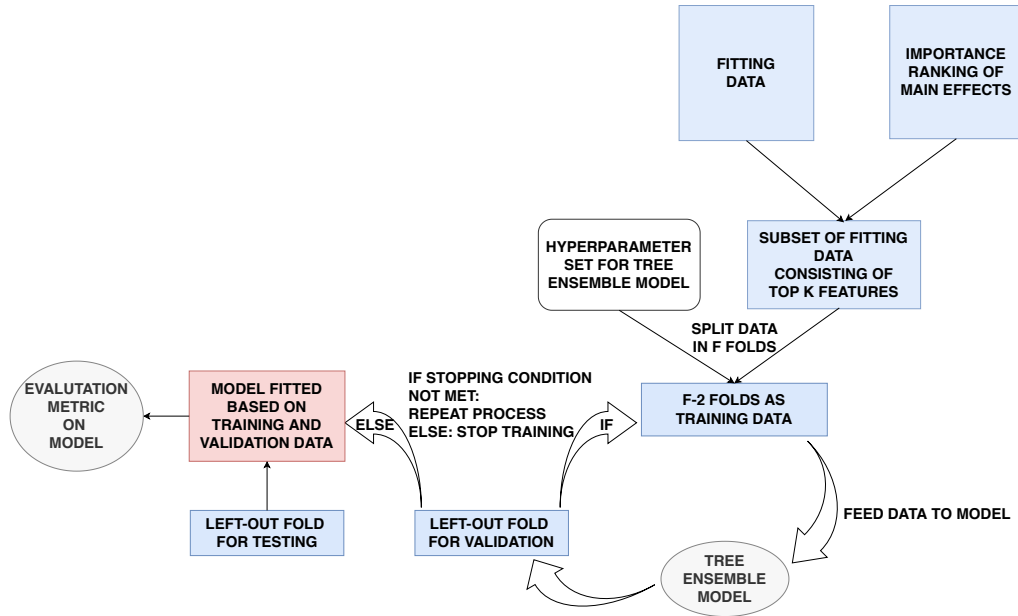 FITTING
DATA
IMPORTANCE
RANKING OF
MAIN EFFECTS
HYPERPARAMETER
SET FOR TREE
ENSEMBLE MODEL
SUBSET OF FITTING
DATA
CONSISTING OF
TOP K FEATURES
SPLIT DATA
IN F FOLDS
EVALUTATION
METRIC
ON
MODEL
MODEL FITTED
BASED ON
TRAINING AND
VALIDATION DATA
ELSE
IF STOPPING CONDITION
NOT MET:
REPEAT PROCESS
ELSE: STOP TRAINING
IF
F-2 FOLDS AS
TRAINING DATA
LEFT-OUT FOLD
FOR TESTING
LEFT-OUT FOLD
FOR VALIDATION
FEED DATA TO MODEL
TREE
ENSEMBLE
MODEL